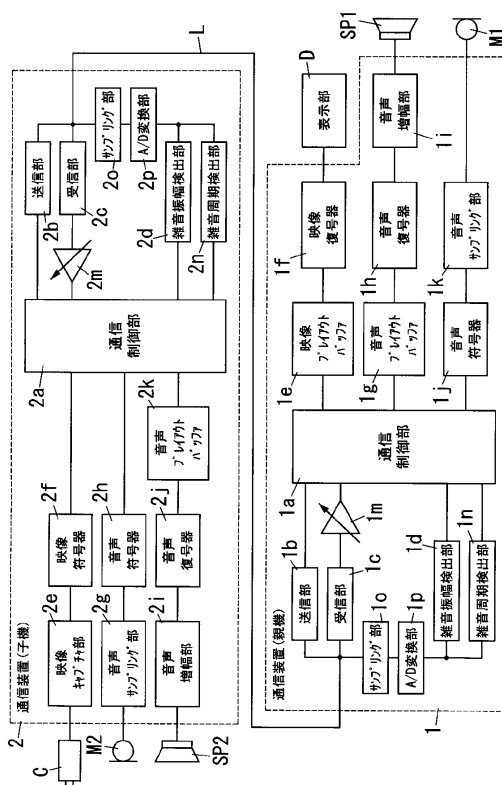 C
2
通信装置(子機)
2e
映像
キャプチャ部
2f
映像
符号器
M2
2g
音声
サンプリング部
2h
音声
符号器
SP2
2i
音声
増幅部
2j
音声
復号器
2k
音声
プレイアウト
バッファ
2a
通信
制御部
2m
送信部
2b
受信部
2c
サンプリング部
2o
A/D変換部
2p
雑音振幅検出部
2d
雑音周期検出部
2n
L
1
通信装置(親機)
1b
送信部
1c
受信部
1o
サンプリング部
1p
A/D変換部
1d
雑音振幅検出部
1n
雑音周期検出部
1m
1a
通信
制御部
1e
映像
プレイアウト
バッファ
1f
映像
復号器
D
表示部
1g
音声
プレイアウト
バッファ
1h
音声
復号器
音声
増幅部
1i
SP1
1j
音声
符号器
1k
音声
サンプリング部
M1